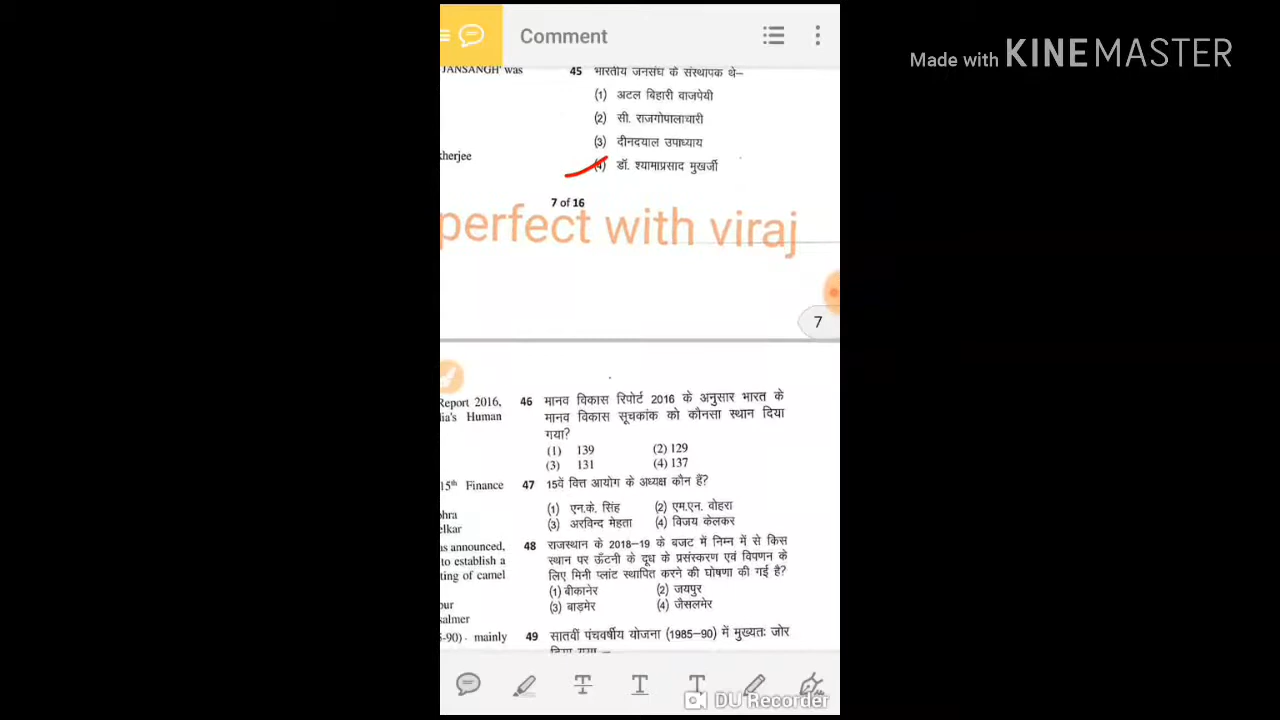 Comment
Made with KINEMASTER
JANSANGH' was
45 भारतीय जनसंघ के संस्थापक थे–
(1) अटल बिहारी वाजपेयी
(2) सी. राजगोपालाचारी
(3) दीनदयाल उपाध्याय
kherjee
(4) डॉ. श्यामाप्रसाद मुखर्जी
7 of 16
perfect with viraj
7
Report 2016,
ia's Human
46 मानव विकास रिपोर्ट 2016 के अनुसार भारत के
मानव विकास सूचकांक को कौनसा स्थान दिया
गया?
(1) 139 (2) 129
(3) 131 (4) 137
15th Finance
47 15वें वित्त आयोग के अध्यक्ष कौन हैं?
ohra
elkar
(1) एन.के. सिंह (2) एम.एन. वोहरा
(3) अरविन्द मेहता (4) विजय केलकर
as announced,
to establish a
ting of camel
48 राजस्थान के 2018–19 के बजट में निम्न में से किस
स्थान पर ऊँटनी के दूध के प्रसंस्करण एवं विपणन के
लिए मिनी प्लांट स्थापित करने की घोषणा की गई है?
our
salmer
(1) बीकानेर (2) जयपुर
(3) बाड़मेर (4) जैसलमेर
5-90) mainly
49 सातवीं पंचवर्षीय योजना (1985–90) में मुख्यतः जोर
दिया गया –
DU Recorder